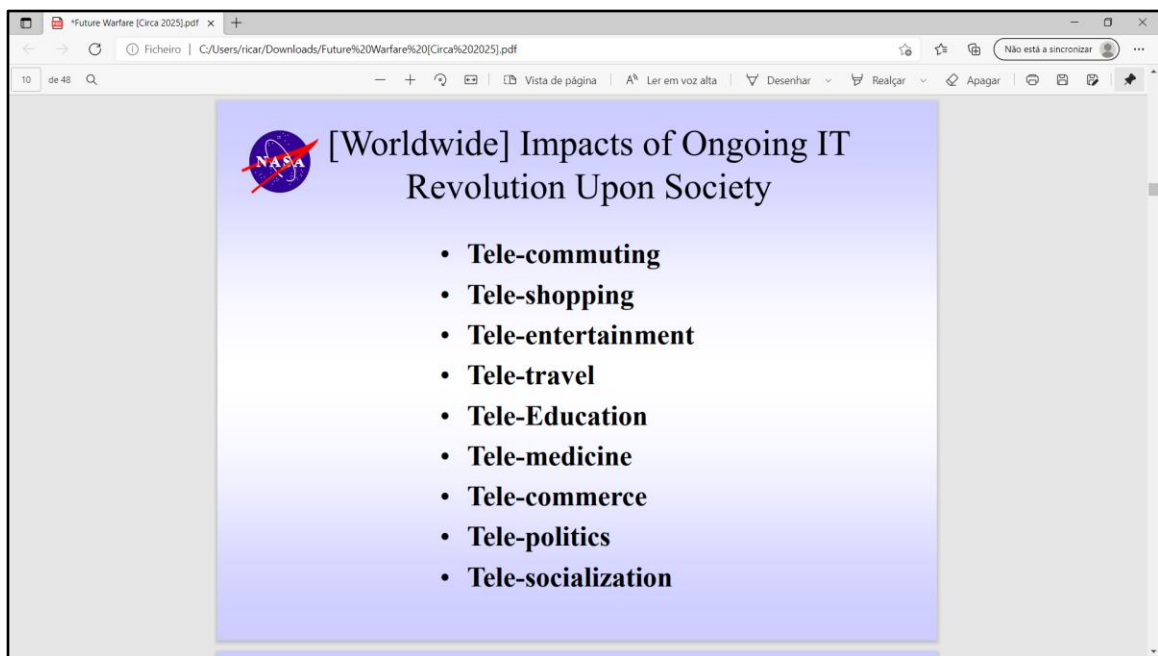 *Future Warfare [Circa 2025].pdf
Ficheiro | C:/Users/ricar/Downloads/Future%20Warfare%20[Circa%202025].pdf
Não está a sincronizar
10 de 48
Vista de página
Ler em voz alta
Desenhar
Realçar
Apagar
NASA
[Worldwide] Impacts of Ongoing IT
Revolution Upon Society
• Tele-commuting
• Tele-shopping
• Tele-entertainment
• Tele-travel
• Tele-Education
• Tele-medicine
• Tele-commerce
• Tele-politics
• Tele-socialization